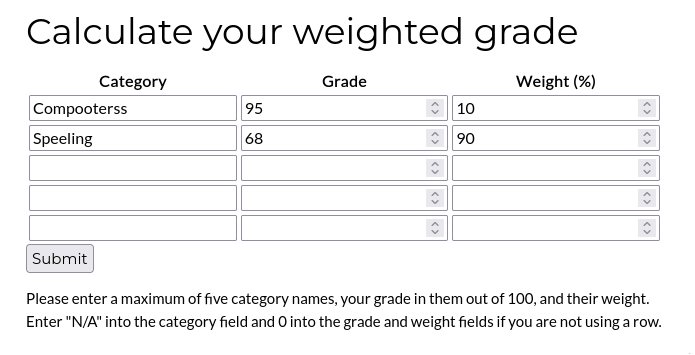 Calculate your weighted grade
Category Grade Weight (%)
Compooterss 95 10
Speeling 68 90
Submit
Please enter a maximum of five category names, your grade in them out of 100, and their weight.
Enter "N/A" into the category field and 0 into the grade and weight fields if you are not using a row.